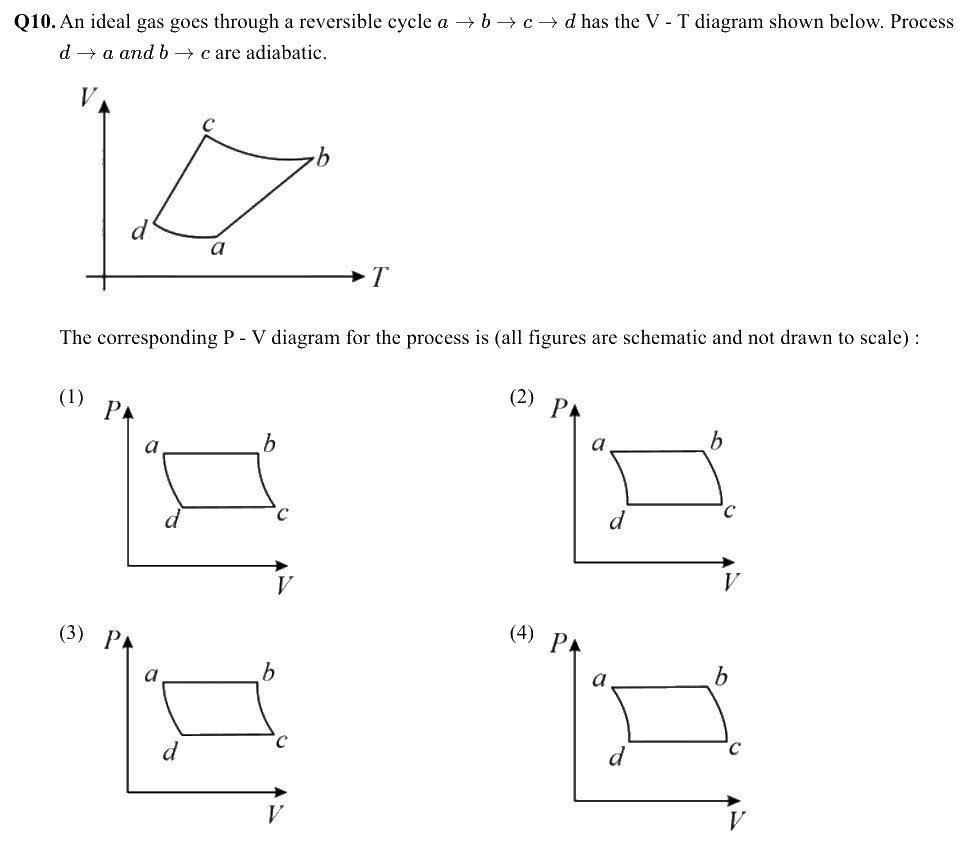 Q10. An ideal gas goes through a reversible cycle a → b → c → d has the V - T diagram shown below. Process
d → a and b → c are adiabatic.
V
c
b
d
a
T
The corresponding P - V diagram for the process is (all figures are schematic and not drawn to scale) :
(1)
P
a
b
d
c
V
(2)
P
a
b
d
c
V
(3)
P
a
b
d
c
V
(4)
P
a
b
d
c
V